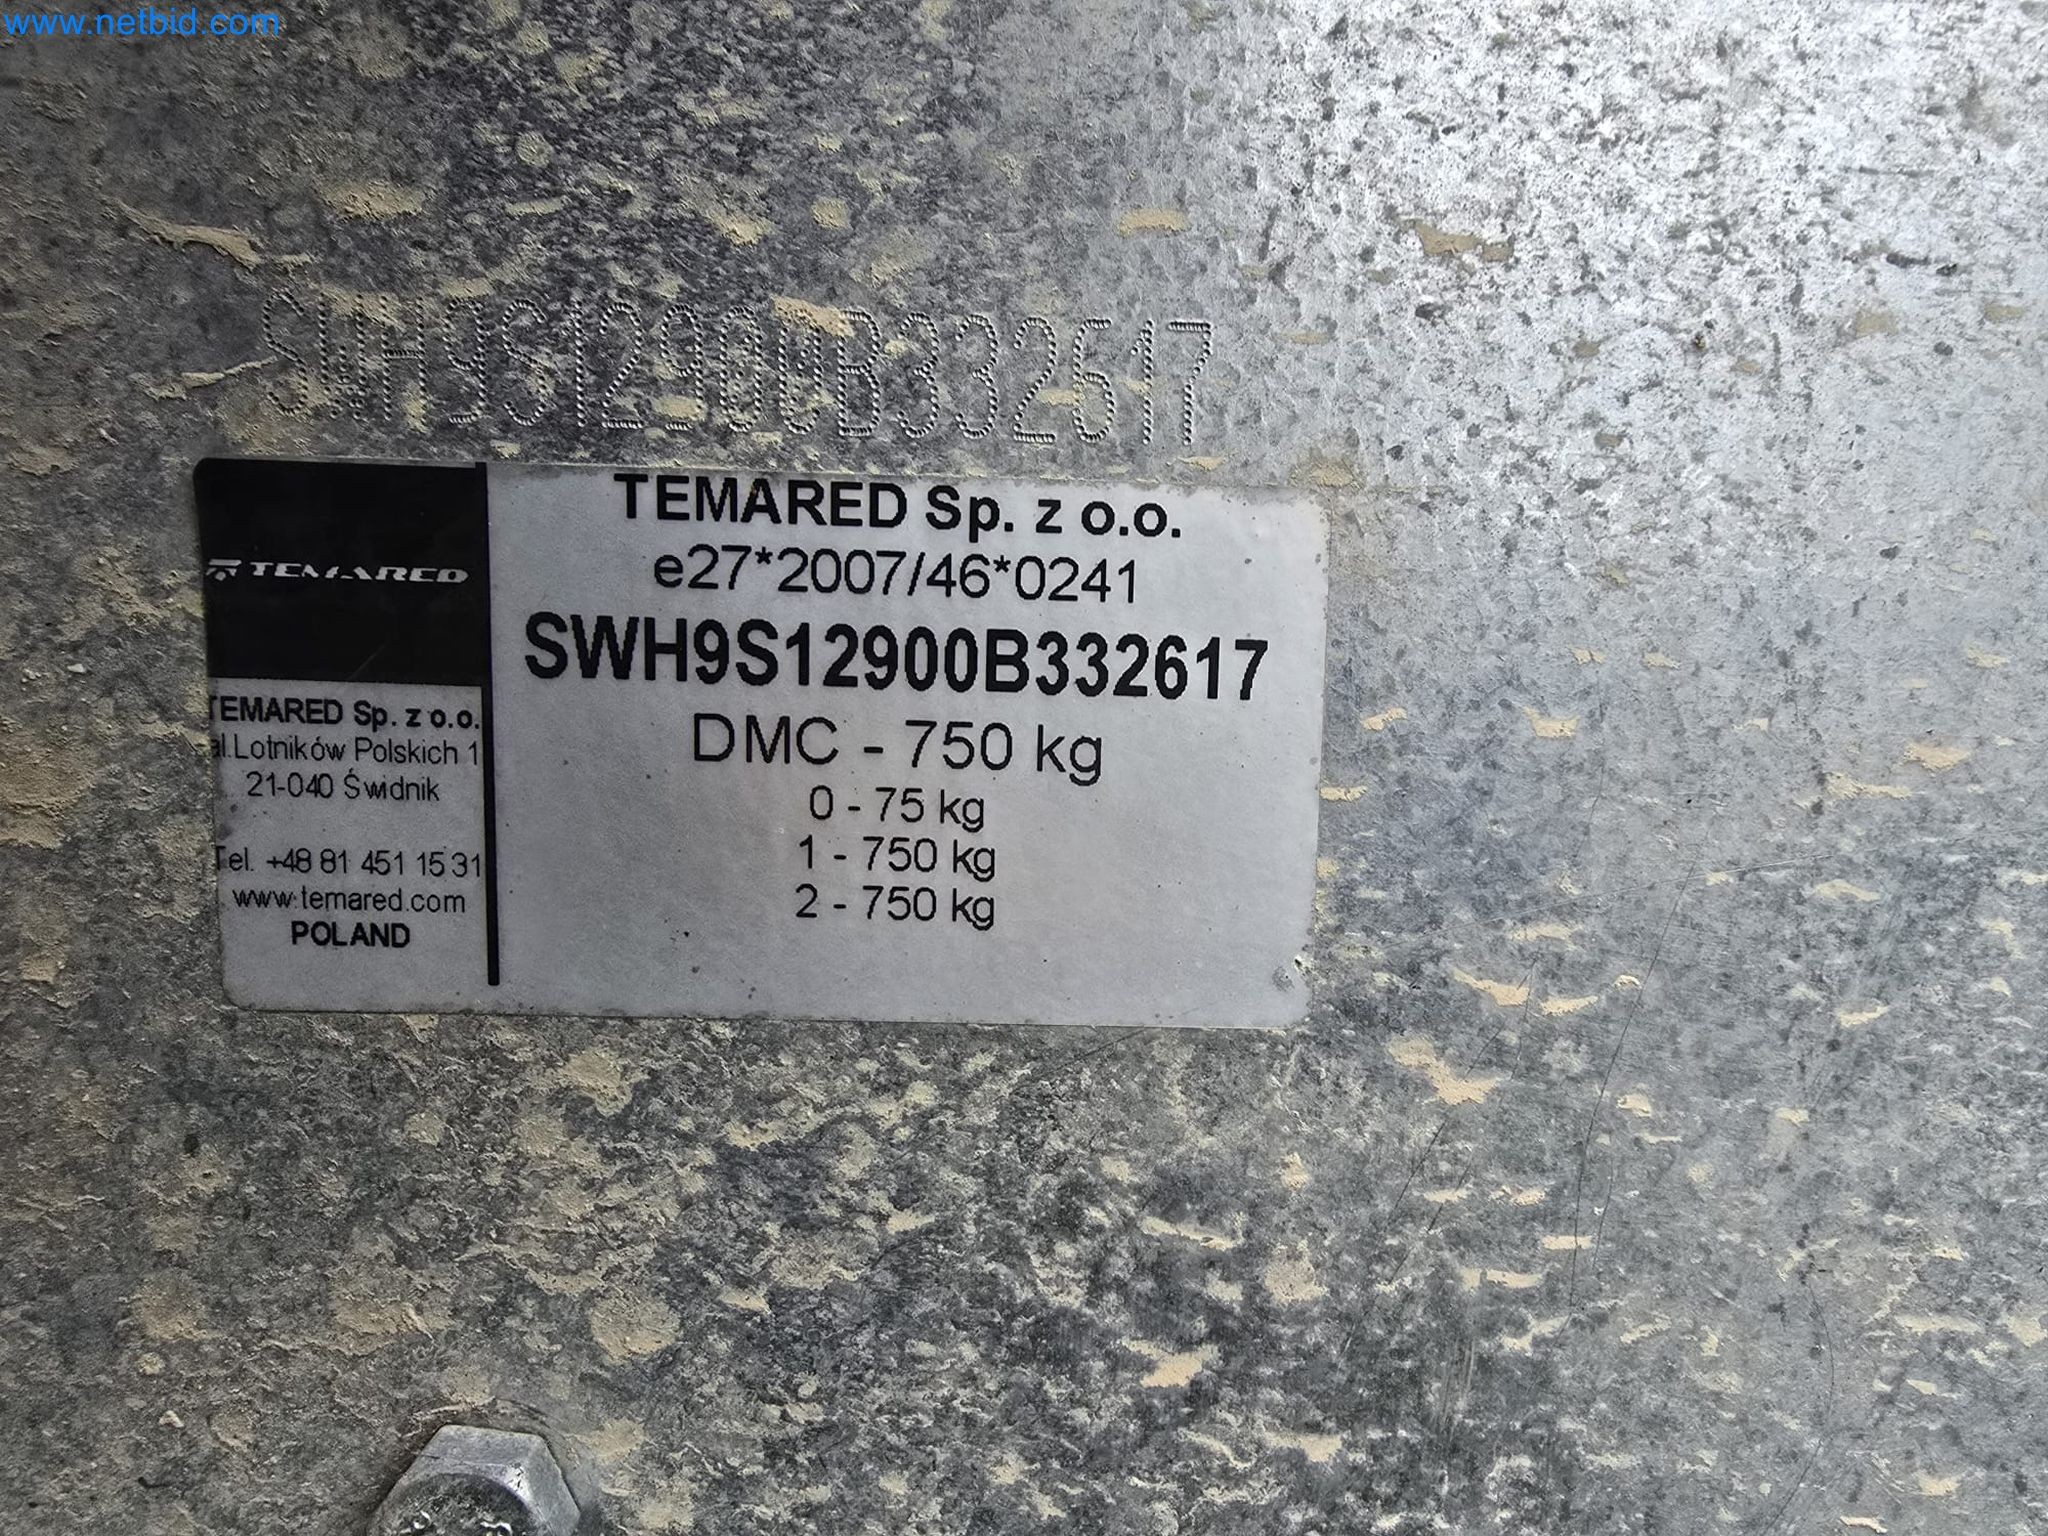 www.netbid.com
SWH9S12900B332617
TEMARED
TEMARED Sp. z o.o.
al.Lotników Polskich 1
21-040 Świdnik
Tel. +48 81 451 15 31
www.temared.com
POLAND
TEMARED Sp. z o.o.
e27*2007/46*0241
SWH9S12900B332617
DMC - 750 kg
0 - 75 kg
1 - 750 kg
2 - 750 kg